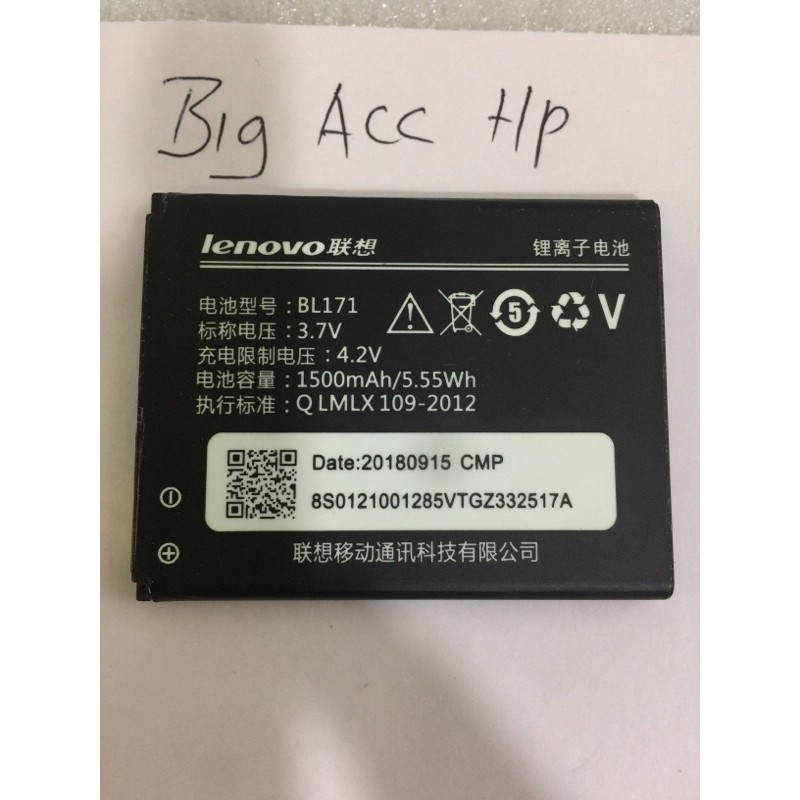 Big Acc Hp
lenovo联想 锂离子电池
电池型号：BL171
标称电压：3.7V
充电限制电压：4.2V
电池容量：1500mAh/5.55Wh
执行标准：Q LMLX 109-2012
5 V
Date:20180915 CMP
8S0121001285VTGZ332517A
联想移动通讯科技有限公司